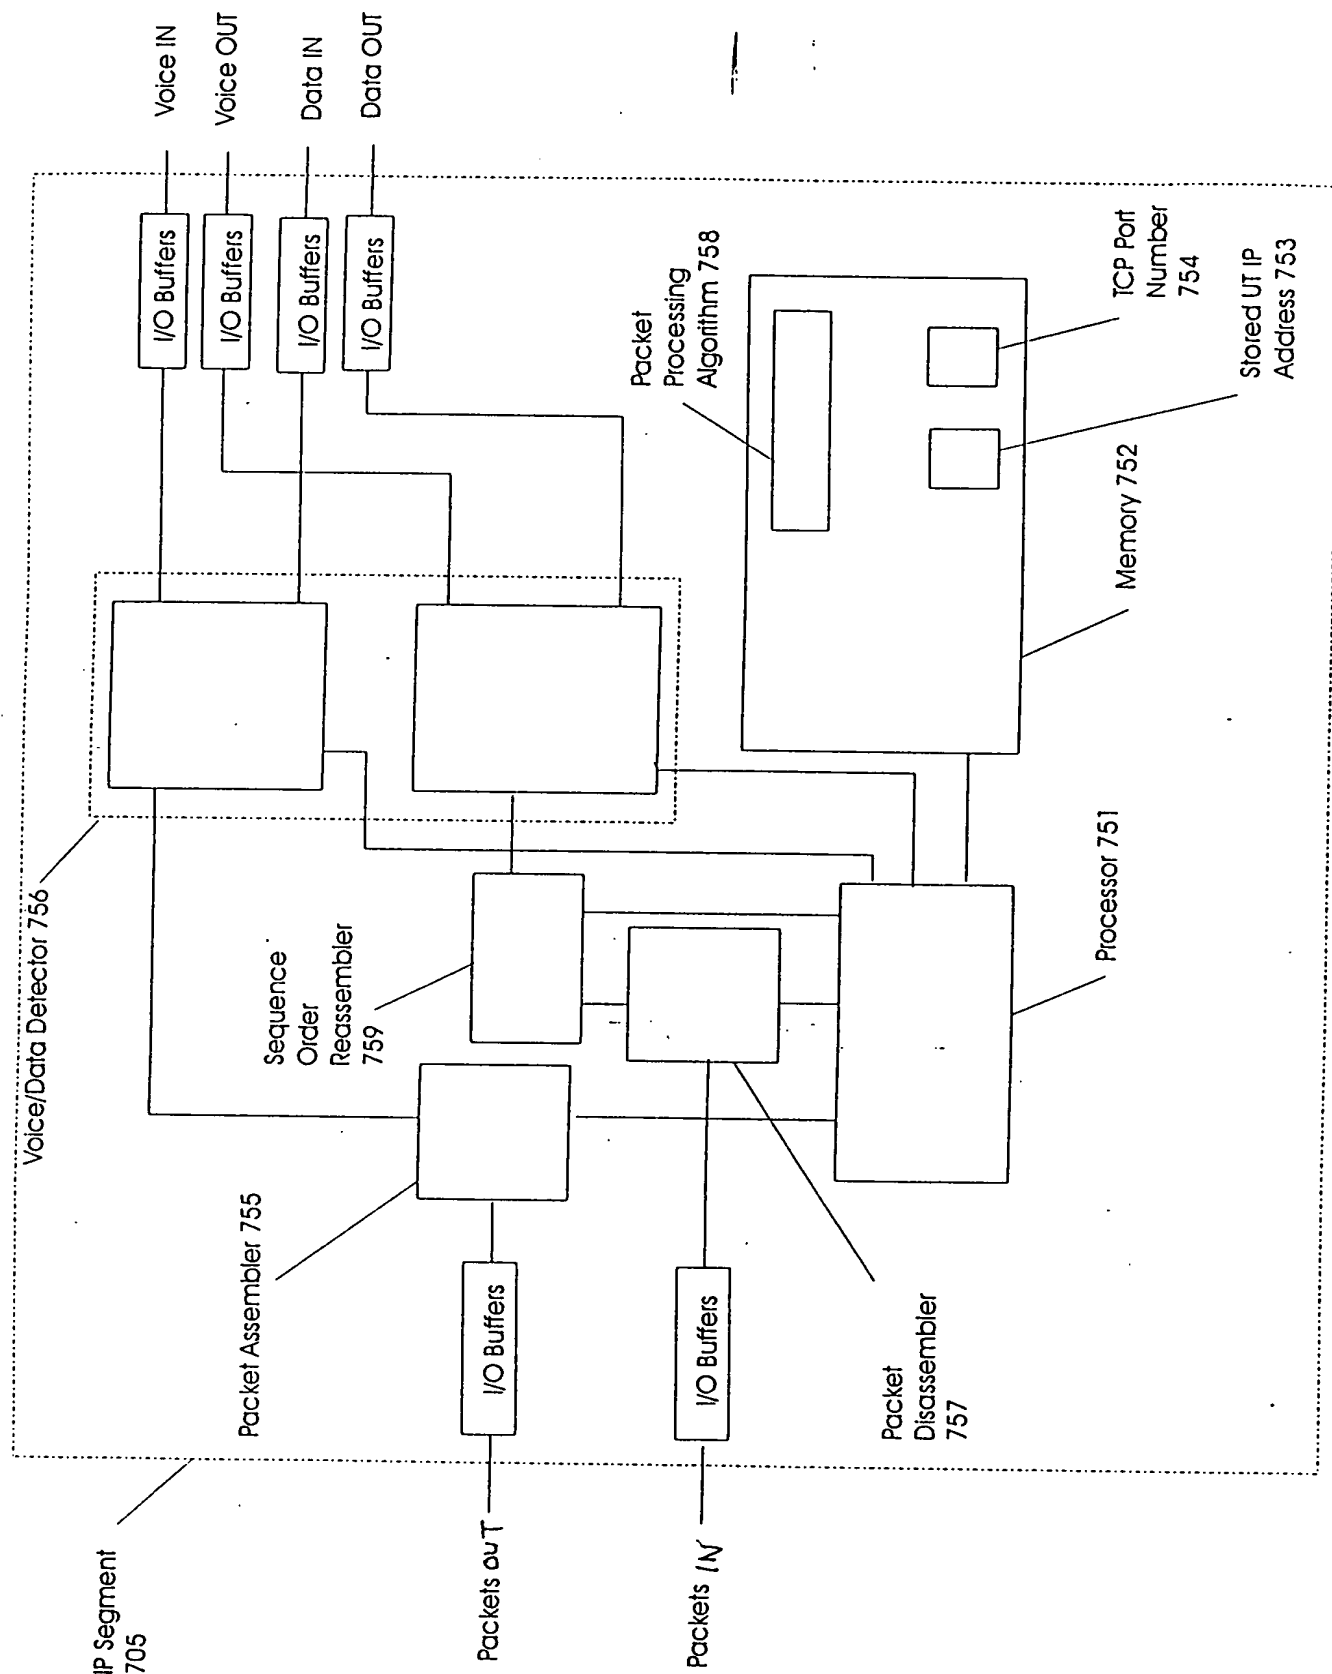 IP Segment
705
Voice/Data Detector 756
Voice IN
Voice OUT
Data IN
Data OUT
I/O Buffers
I/O Buffers
I/O Buffers
I/O Buffers
Packet Assembler 755
Sequence
Order
Reassembler
759
Packet
Processing
Algorithm 758
TCP Port
Number
754
Stored UT IP
Address 753
Memory 752
Processor 751
Packets OUT
I/O Buffers
Packets IN
I/O Buffers
Packet
Disassembler
757